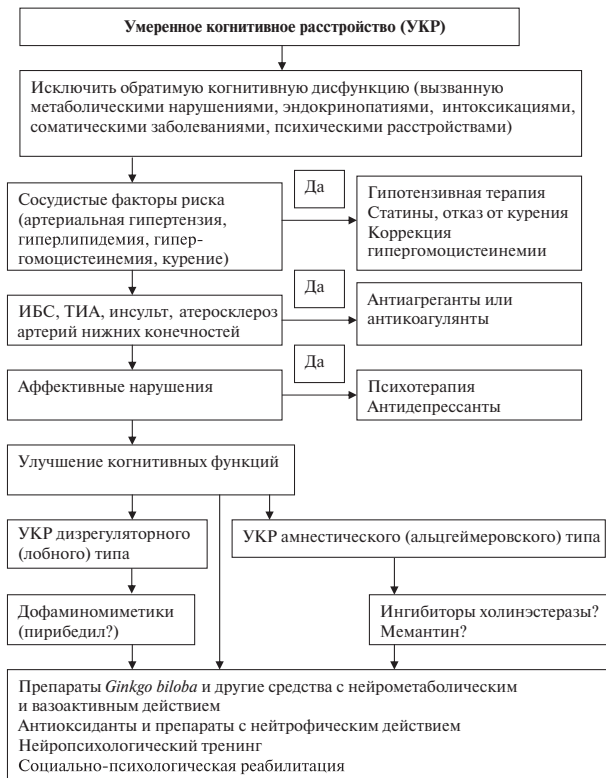 Умеренное когнитивное расстройство (УКР)
Исключить обратимую когнитивную дисфункцию (вызванную
метаболическими нарушениями, эндокринопатиями, интоксикациями,
соматическими заболеваниями, психическими расстройствами)
Сосудистые факторы риска
(артериальная гипертензия,
гиперлипидемия, гипер-
гомоцистеинемия, курение)
Да
Гипотензивная терапия
Статины, отказ от курения
Коррекция
гипергомоцистеинемии
ИБС, ТИА, инсульт, атеросклероз
артерий нижних конечностей
Да
Антиагреганты или
антикоагулянты
Аффективные нарушения
Да
Психотерапия
Антидепрессанты
Улучшение когнитивных функций
УКР дизрегуляторного
(лобного) типа
УКР амнестического (альцгеймеровского) типа
Дофаминомиметики
(пирибедил?)
Ингибиторы холинэстеразы?
Мемантин?
Препараты Ginkgo biloba и другие средства с нейрометаболическим
и вазоактивным действием
Антиоксиданты и препараты с нейтрофическим действием
Нейропсихологический тренинг
Социально-психологическая реабилитация